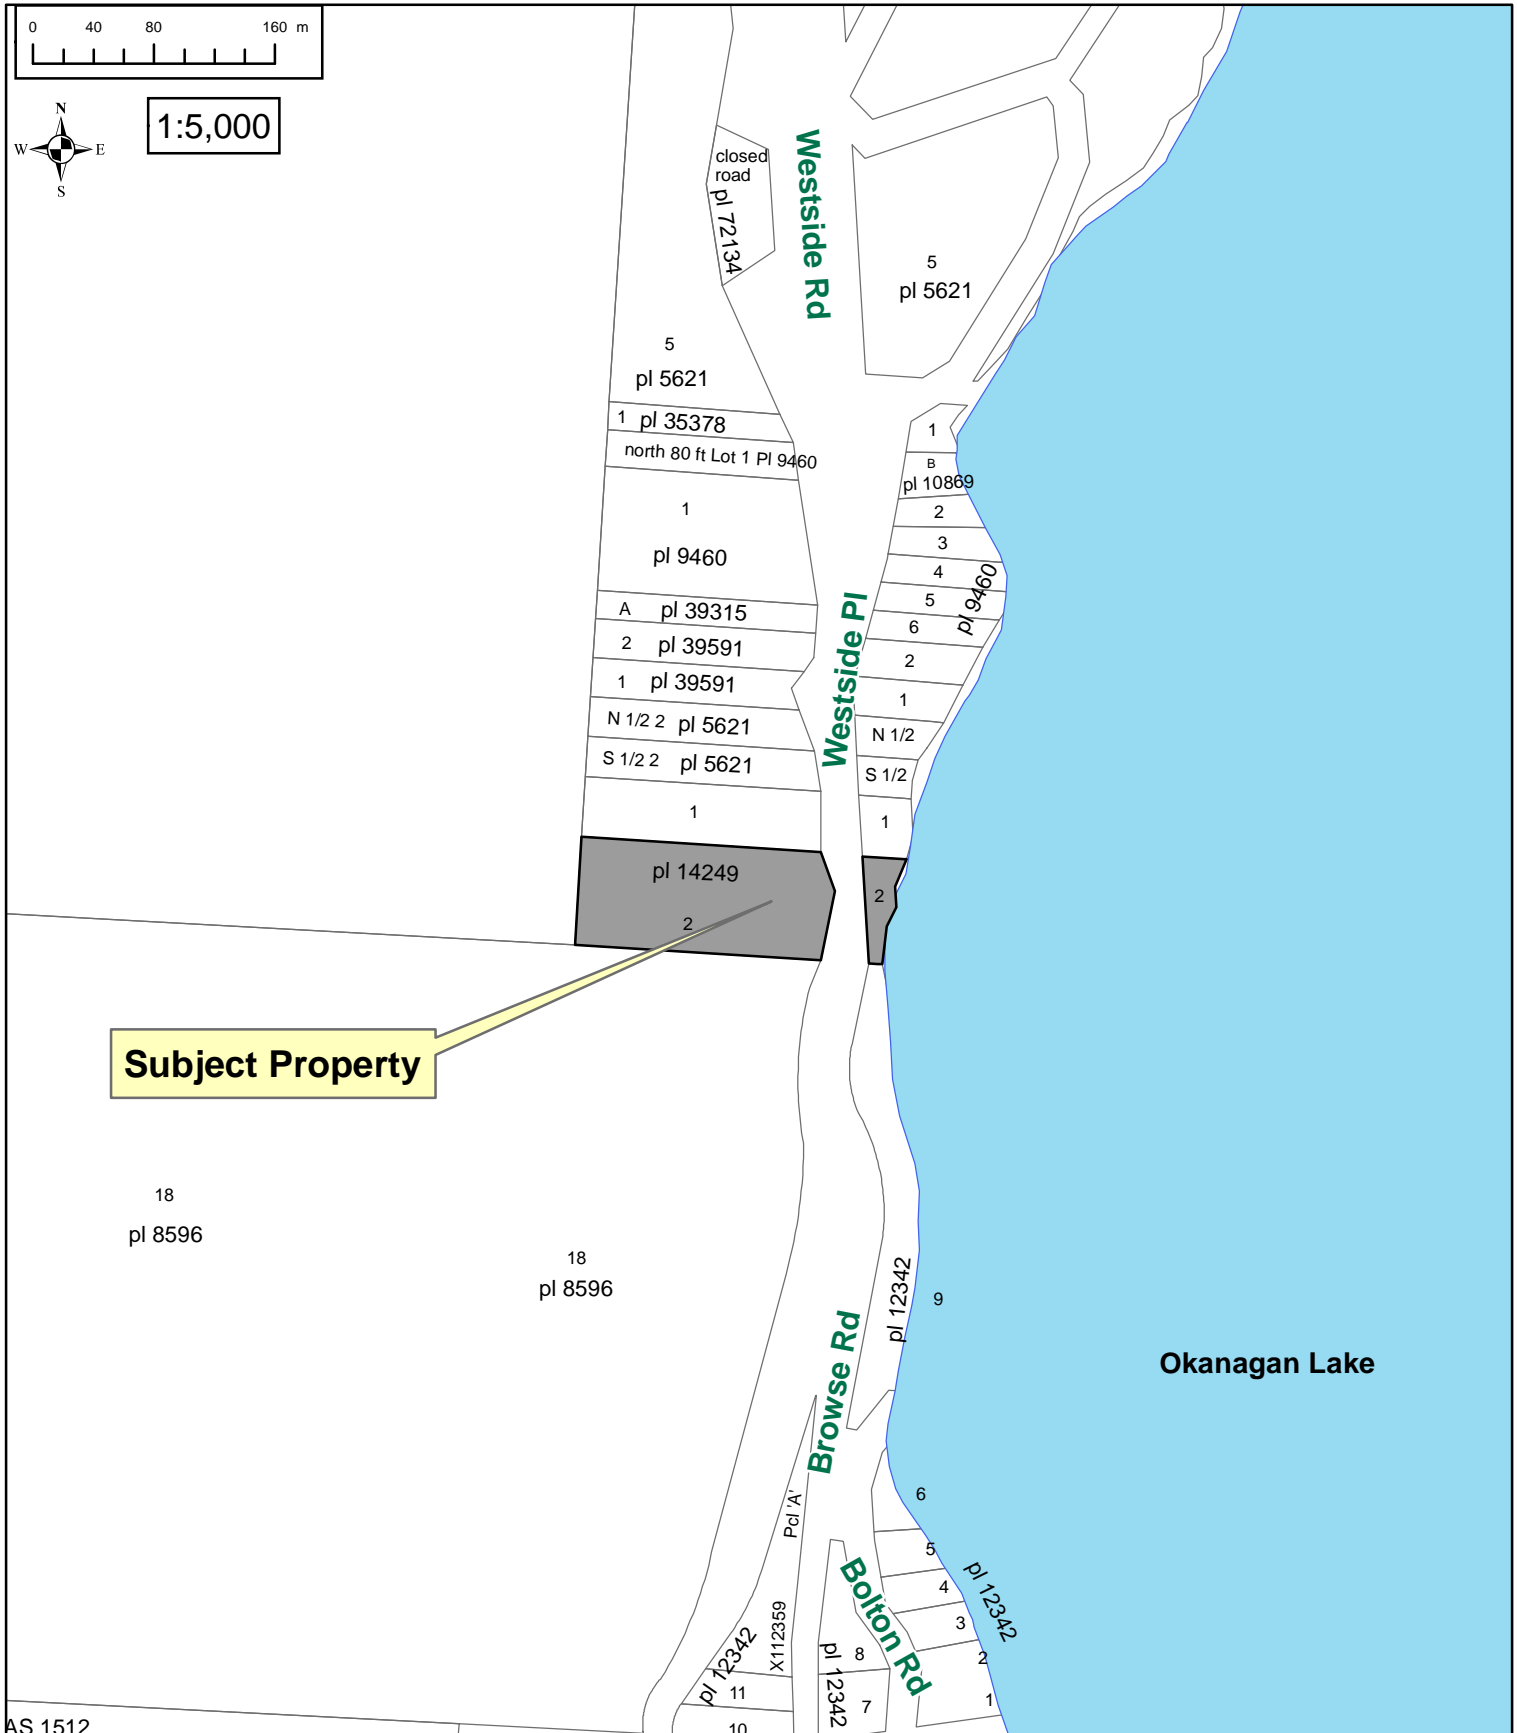 0 40 80 160 m
N
W E
S
1:5,000
closed
road
pl 72134
Westside Rd
5
pl 5621
5
pl 5621
1 pl 35378
north 80 ft Lot 1 Pl 9460
1
pl 9460
A pl 39315
2 pl 39591
1 pl 39591
N 1/2 2 pl 5621
S 1/2 2 pl 5621
1
pl 14249
2
Westside Pl
1
B
pl 10869
2
3
4
5
6
pl 9460
2
1
N 1/2
S 1/2
1
2
Subject Property
18
pl 8596
18
pl 8596
pl 12342
9
Okanagan Lake
Browse Rd
Pcl 'A'
X112359
6
5
4
3
2
1
pl 12342
Bolton Rd
8
7
pl 12342
pl 12342
11
10
AS 1512